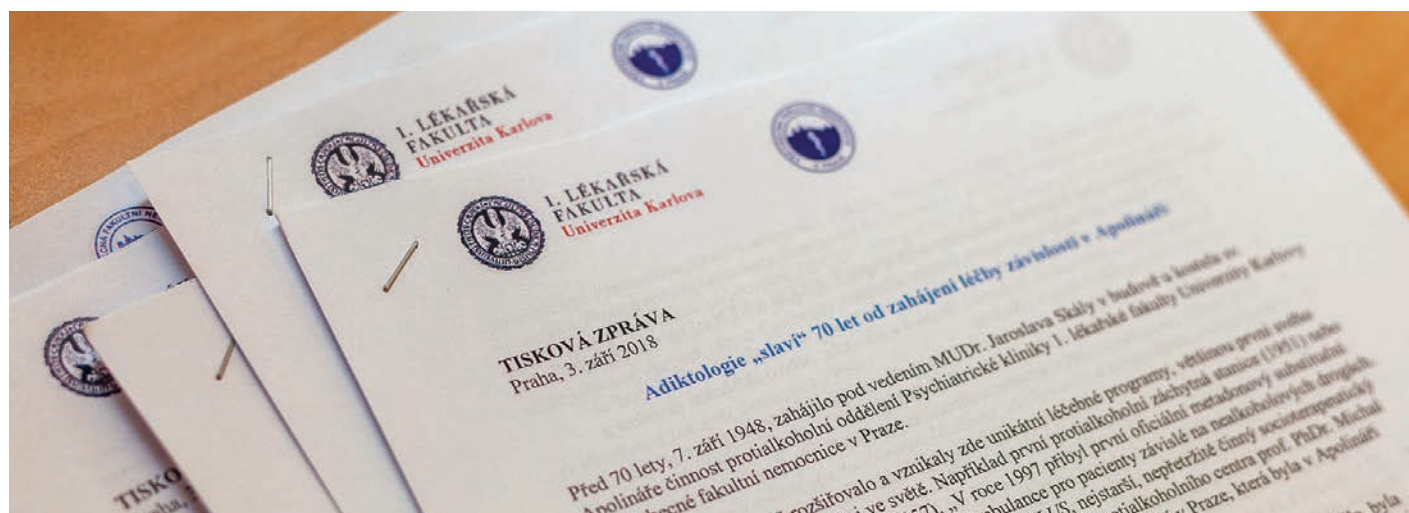 1. LÉKAŘSKÁ
FAKULTA
Univerzita Karlova
1. LÉKAŘSKÁ
FAKULTA
Univerzita Karlova
TISKOVÁ ZPRÁVA
Praha, 3. září 2018
Adiktologie „slaví“ 70 let od zahájení léčby závislostí v Apolináři
Před 70 lety, 7. září 1948, zahájilo pod vedením MUDr. Jaroslava Skály v budově u kostela sv.
Apolináře činnost protialkoholní oddělení Psychiatrické kliniky 1. lékařské fakulty Univerzity Karlovy
obecné fakultní nemocnice v Praze.
rozšiřovalo a vznikaly zde unikátní léčebné programy, většinou první svého
ve světě. Například první protialkoholní záchytná stanice (1951) nebo
57). „V roce 1997 přibyl první oficiální metadonový substituční
ambulance pro pacienty závislé na nealkoholových drogách.
LUS, nejstarší, nepřetržitě činný socioterapeutický
protialkoholního centra prof. PhDr. Michal
Praze, která byla v Apolináři
byla
TISKO